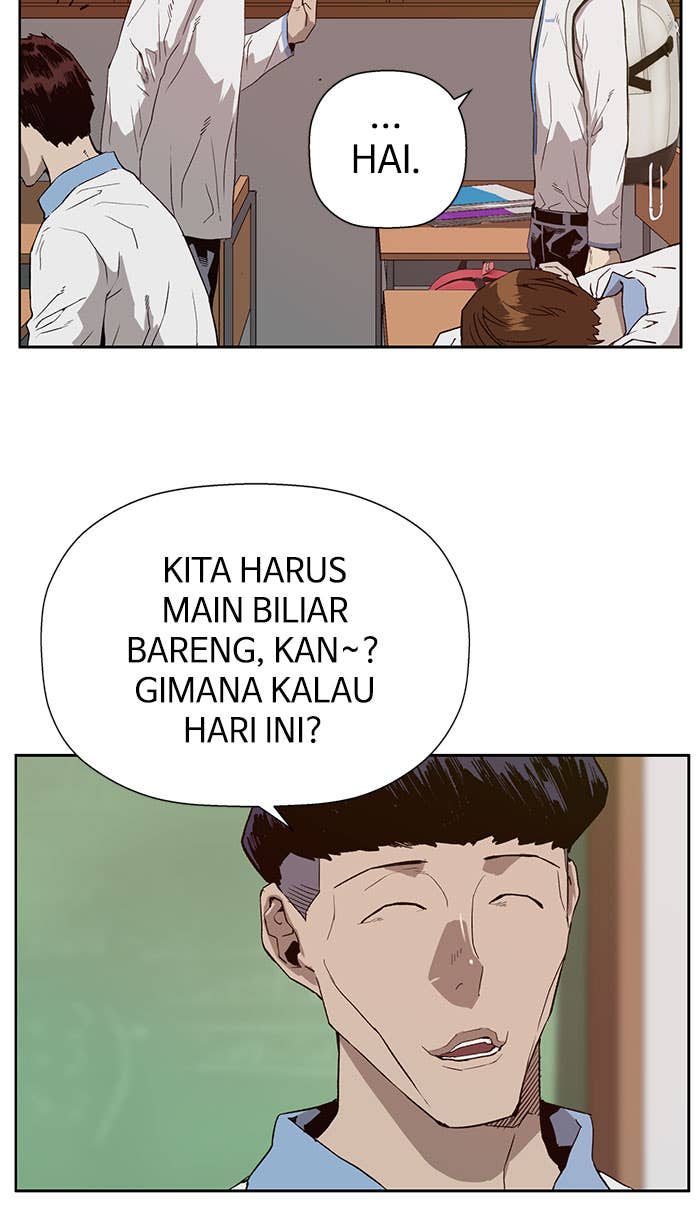 ...
HAI.
KITA HARUS
MAIN BILIAR
BARENG, KAN~?
GIMANA KALAU
HARI INI?